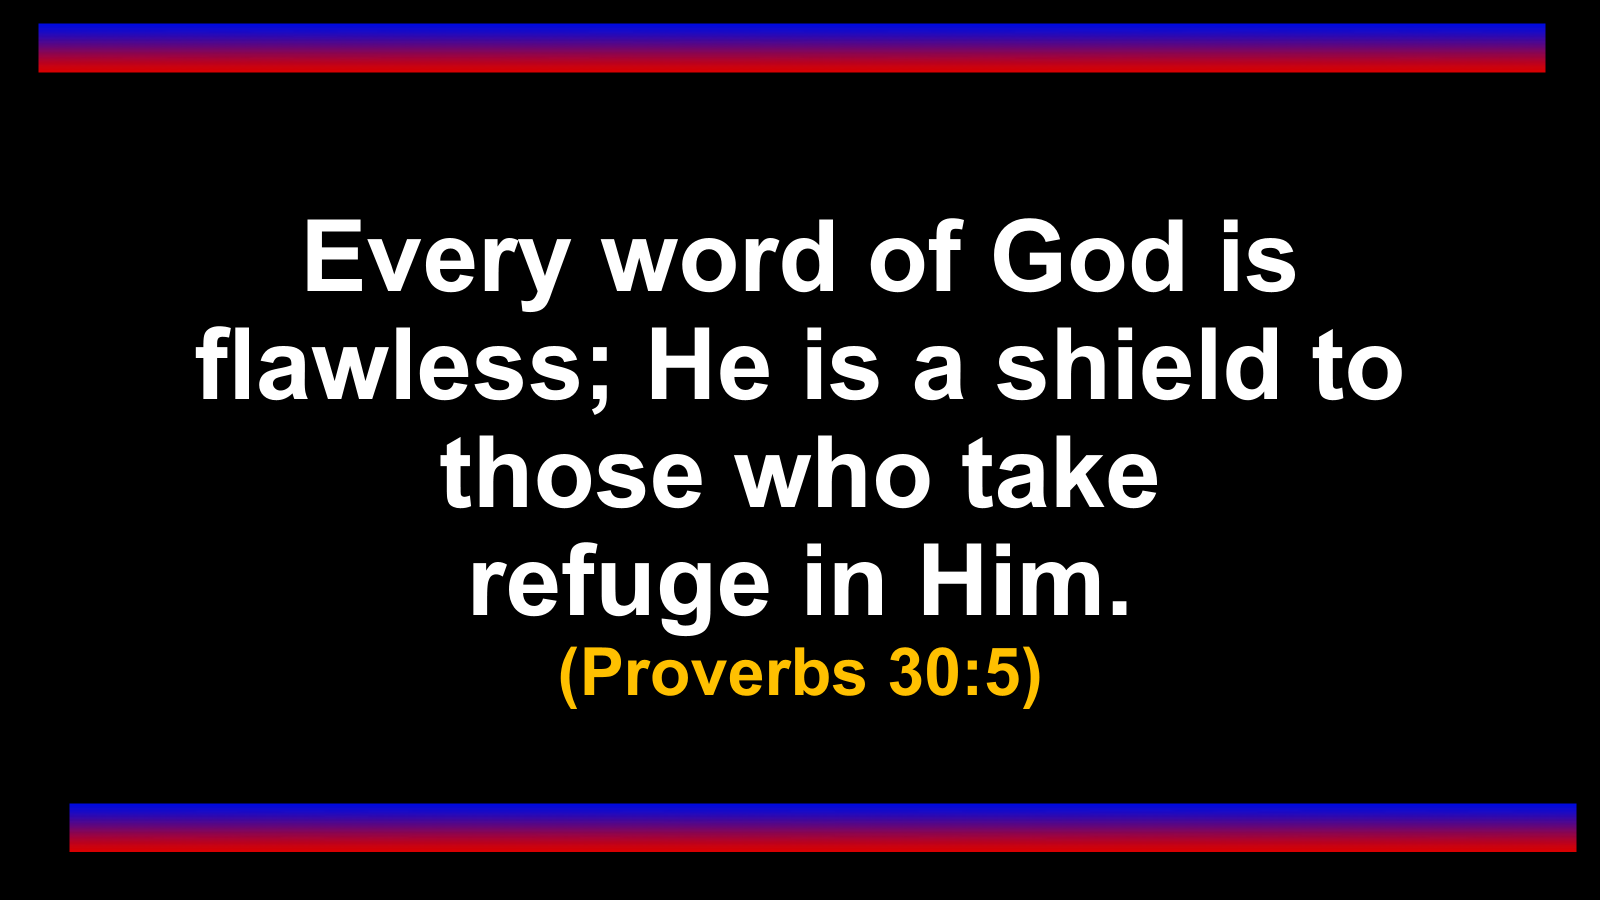 Every word of God is
flawless; He is a shield to
those who take
refuge in Him.
(Proverbs 30:5)